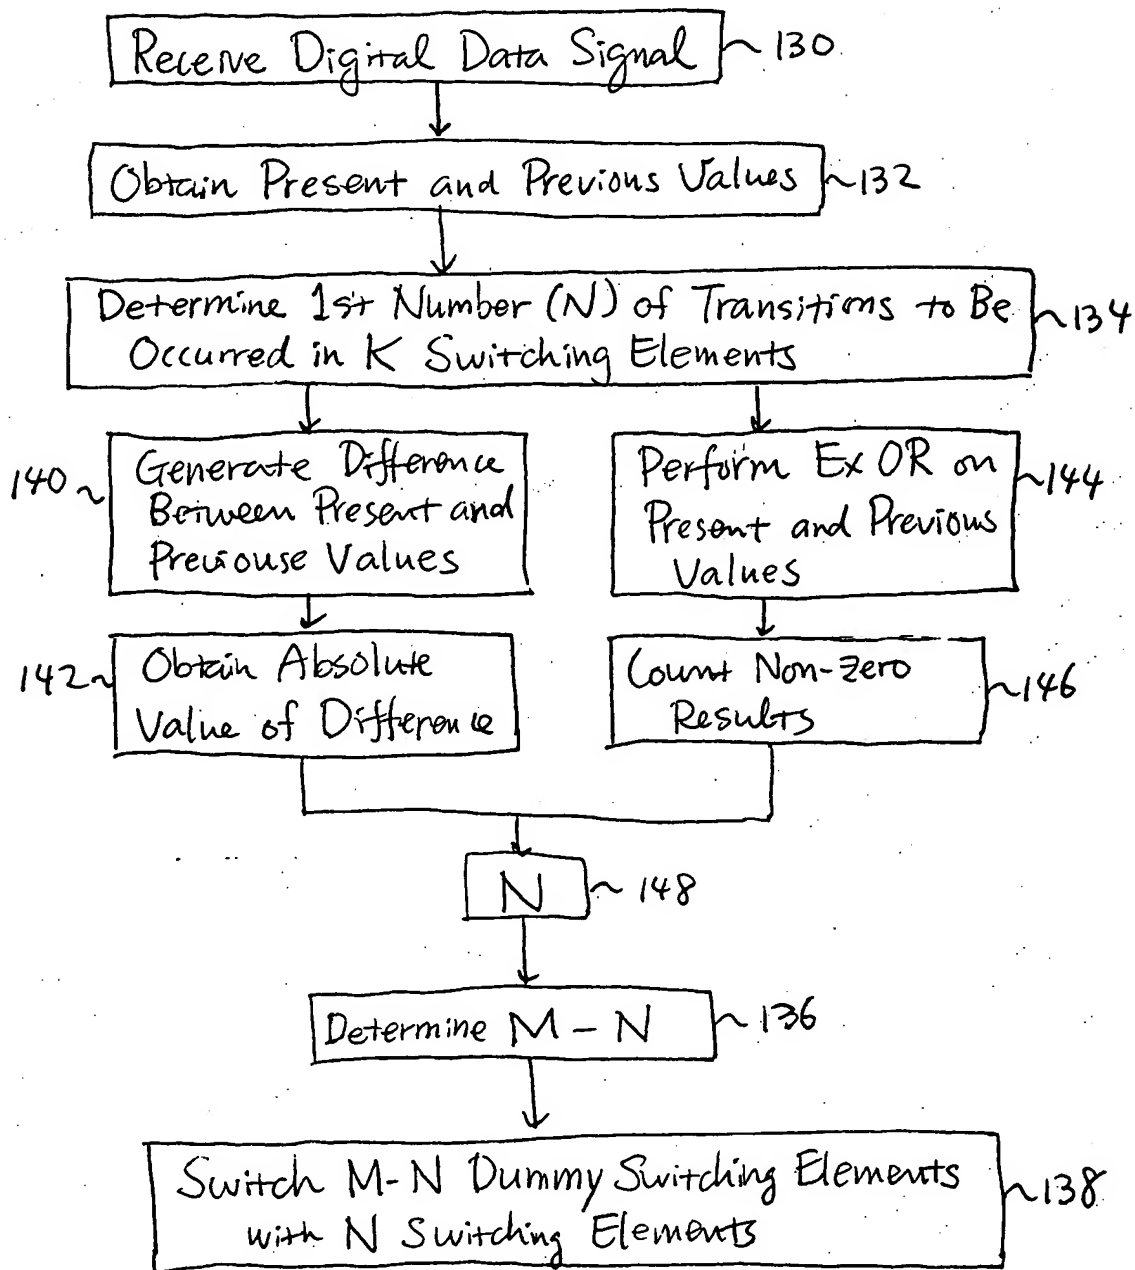 Receive Digital Data Signal ~ 130
Obtain Present and Previous Values ~132
Determine 1st Number (N) of Transitions to Be
Occurred in K Switching Elements
~134
140 ~
Generate Difference
Between Present and
Previouse Values
Perform Ex OR on
Present and Previous
Values
~144
142~
Obtain Absolute
Value of Difference
Count Non-Zero
Results
~146
N ~ 148
Determine M - N ~ 136
Switch M-N Dummy Switching Elements
with N Switching Elements
~138